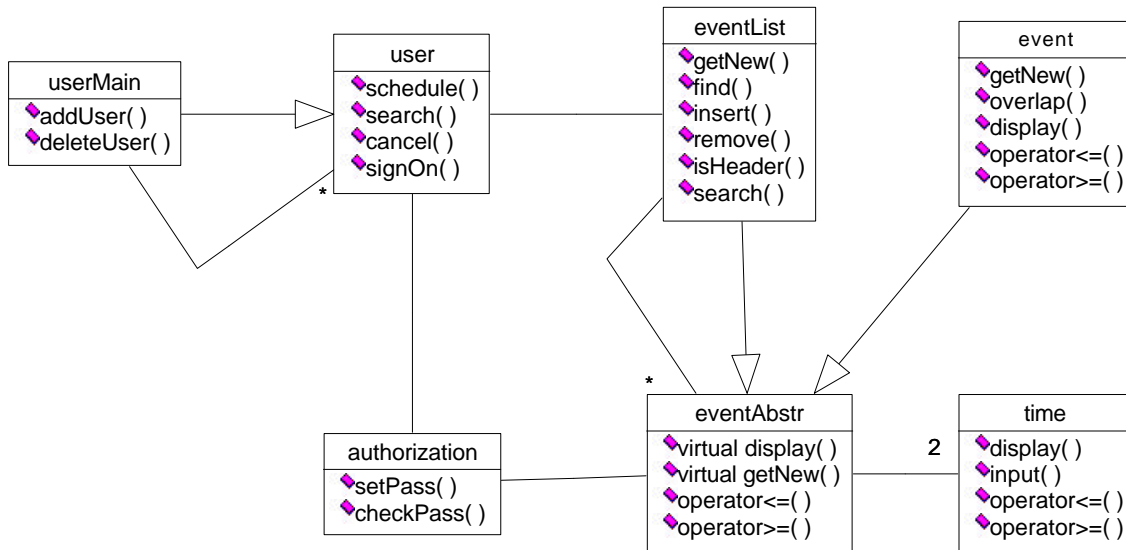 userMain
addUser( )
deleteUser( )
user
schedule( )
search( )
cancel( )
signOn( )
*
eventList
getNew( )
find( )
insert( )
remove( )
isHeader( )
search( )
event
getNew( )
overlap( )
display( )
operator<=( )
operator>=( )
authorization
setPass( )
checkPass( )
*
eventAbstr
virtual display( )
virtual getNew( )
operator<=( )
operator>=( )
2
time
display( )
input( )
operator<=( )
operator>=( )